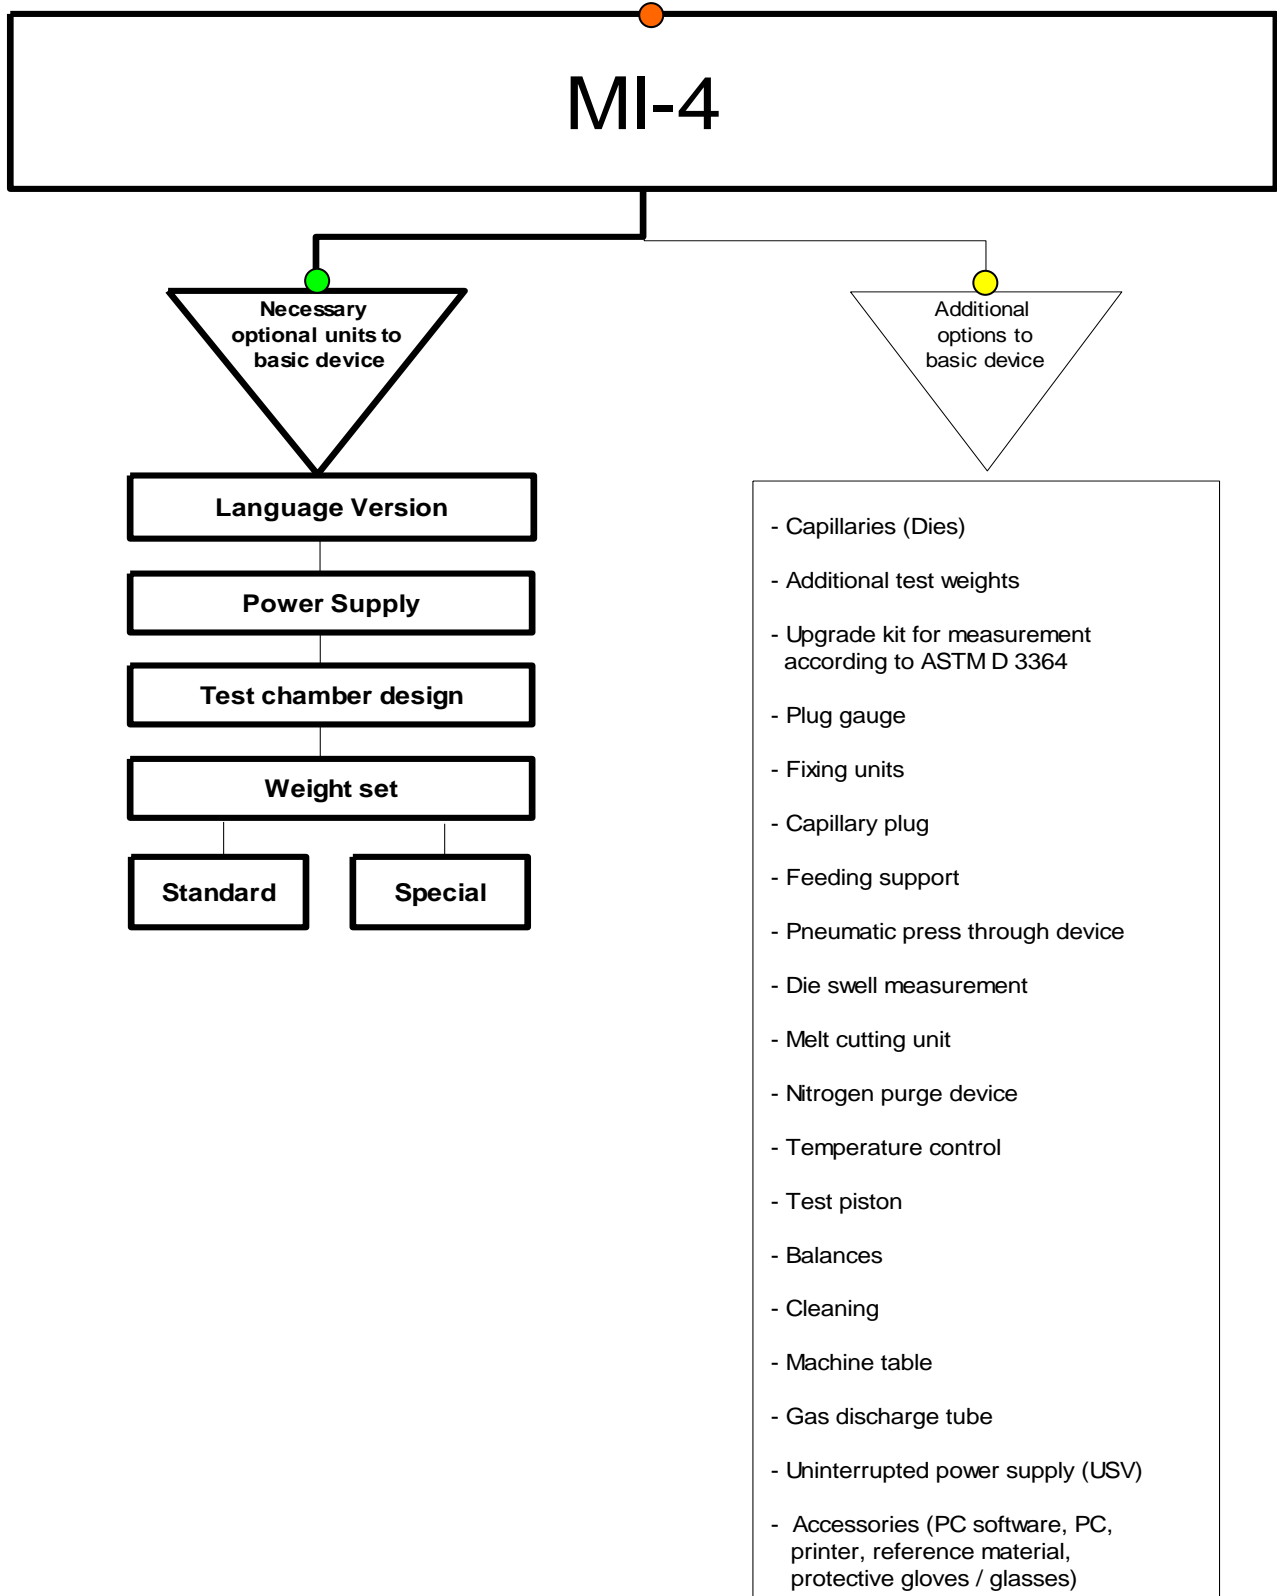 MI-4
Necessary
optional units to
basic device
Additional
options to
basic device
Language Version
Power Supply
Test chamber design
Weight set
Standard
Special
- Capillaries (Dies)
- Additional test weights
- Upgrade kit for measurement
according to ASTM D 3364
- Plug gauge
- Fixing units
- Capillary plug
- Feeding support
- Pneumatic press through device
- Die swell measurement
- Melt cutting unit
- Nitrogen purge device
- Temperature control
- Test piston
- Balances
- Cleaning
- Machine table
- Gas discharge tube
- Uninterrupted power supply (USV)
- Accessories (PC software, PC,
printer, reference material,
protective gloves / glasses)